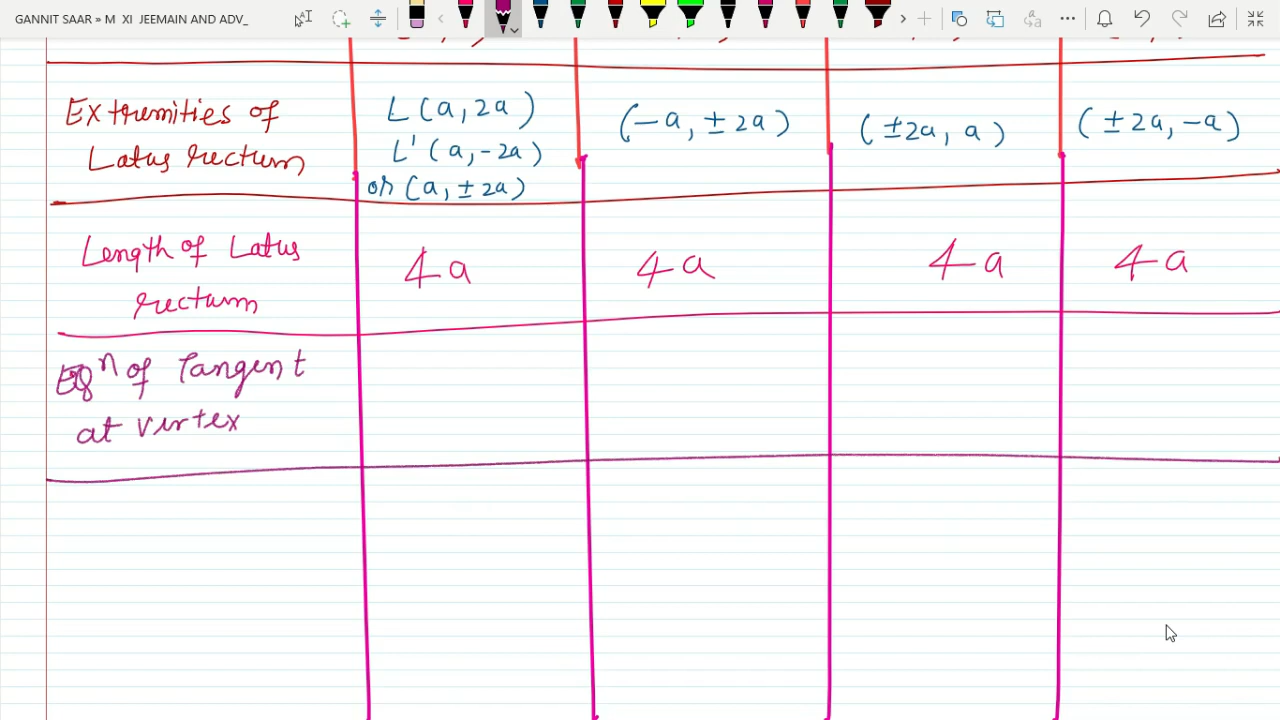 GANNIT SAAR » M XI JEEMAIN AND ADV_
Extremities of
Latus rectum
L (a, 2a)
L' (a, -2a)
or (a, ± 2a)
(-a, ± 2a)
(±2a, a)
(±2a, -a)
Length of Latus
rectum
4a
4a
4a
4a
Eqⁿ of Tangent
at vertex